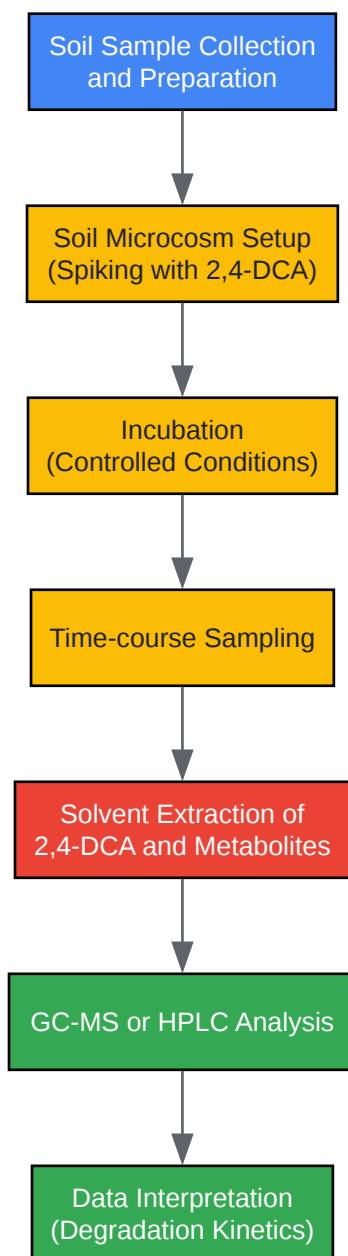 Soil Sample Collection
and Preparation
Soil Microcosm Setup
(Spiking with 2,4-DCA)
Incubation
(Controlled Conditions)
Time-course Sampling
Solvent Extraction of
2,4-DCA and Metabolites
GC-MS or HPLC Analysis
Data Interpretation
(Degradation Kinetics)